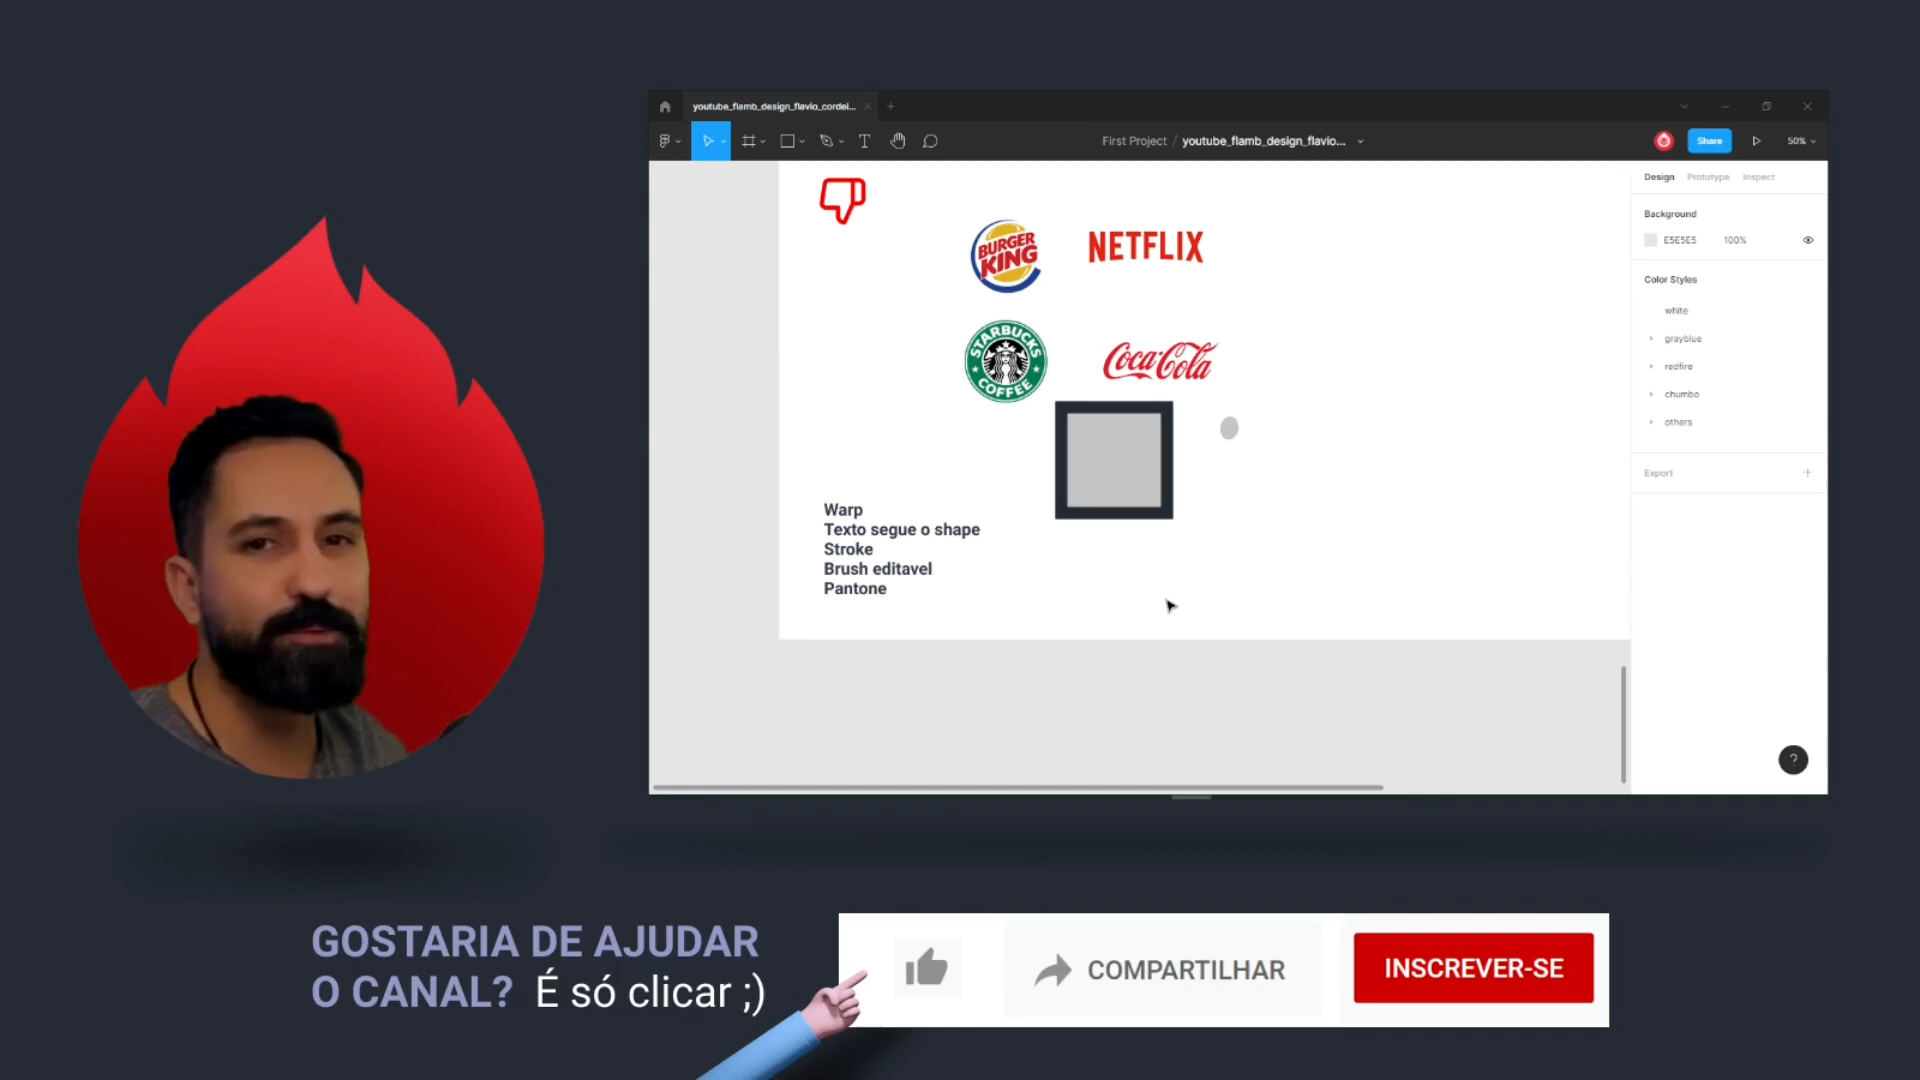 youtube_flamb_design_flavio_cordei...
First Project / youtube_flamb_design_flavio...
Share
50%
Design Prototype Inspect
Background
E5E5E5 100%
Color Styles
white
grayblue
redfire
chumbo
others
Export
BURGER
KING
NETFLIX
STARBUCKS
COFFEE
Coca-Cola
Warp
Texto segue o shape
Stroke
Brush editavel
Pantone
?
GOSTARIA DE AJUDAR
O CANAL? É só clicar ;)
COMPARTILHAR
INSCREVER-SE